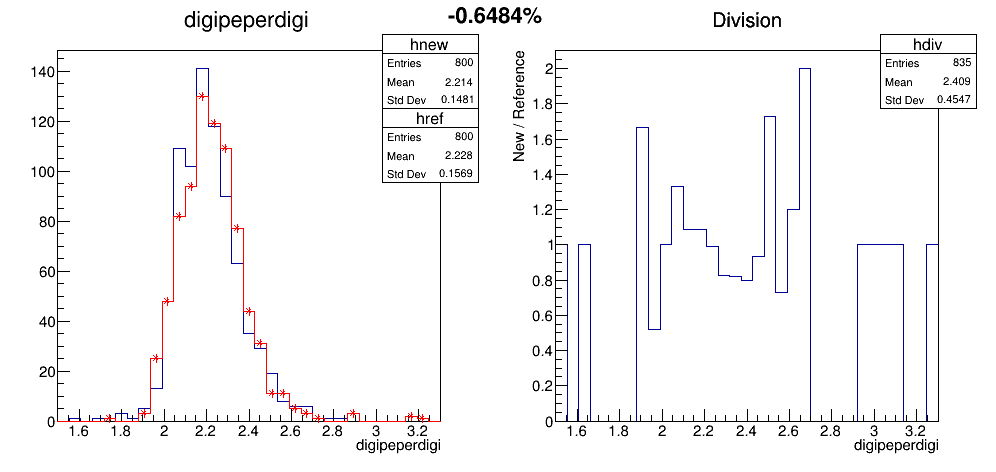 -0.6484%
digipeperdigi
hnew
Entries 800
Mean 2.214
Std Dev 0.1481
href
Entries 800
Mean 2.228
Std Dev 0.1569
140
120
100
80
60
40
20
0
1.6 1.8 2 2.2 2.4 2.6 2.8 3 3.2
digipeperdigi
Division
hdiv
Entries 835
Mean 2.409
Std Dev 0.4547
New / Reference
2
1.8
1.6
1.4
1.2
1
0.8
0.6
0.4
0.2
0
1.6 1.8 2 2.2 2.4 2.6 2.8 3 3.2
digipeperdigi